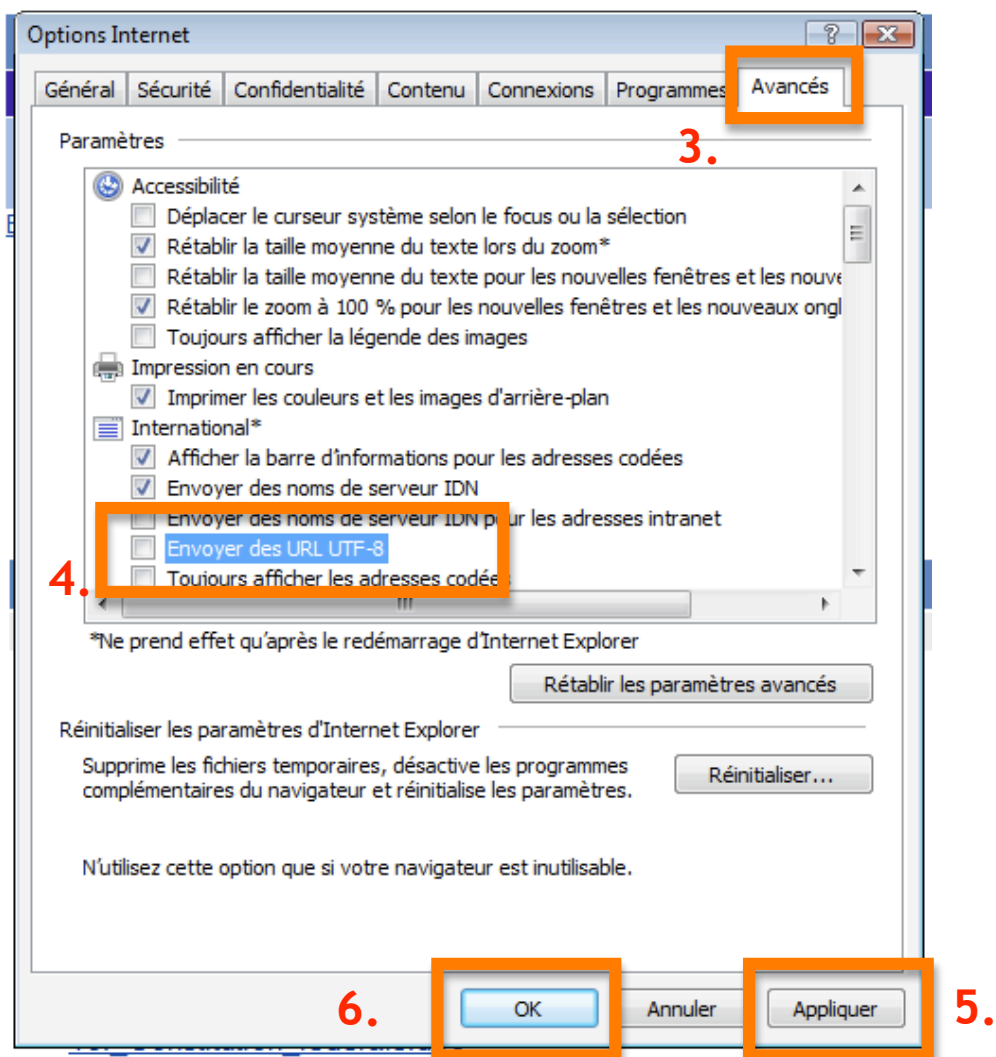 Options Internet
Général Sécurité Confidentialité Contenu Connexions Programmes Avancés
3.
Paramètres
Accessibilité
Déplacer le curseur système selon le focus ou la sélection
Rétablir la taille moyenne du texte lors du zoom*
Rétablir la taille moyenne du texte pour les nouvelles fenêtres et les nouve
Rétablir le zoom à 100 % pour les nouvelles fenêtres et les nouveaux ongl
Toujours afficher la légende des images
Impression en cours
Imprimer les couleurs et les images d'arrière-plan
International*
Afficher la barre d'informations pour les adresses codées
Envoyer des noms de serveur IDN
Envoyer des noms de serveur IDN pour les adresses intranet
Envoyer des URL UTF-8
4.
Toujours afficher les adresses codées
*Ne prend effet qu'après le redémarrage d'Internet Explorer
Rétablir les paramètres avancés
Réinitialiser les paramètres d'Internet Explorer
Supprime les fichiers temporaires, désactive les programmes
complémentaires du navigateur et réinitialise les paramètres.
Réinitialiser...
N'utilisez cette option que si votre navigateur est inutilisable.
6. OK Annuler Appliquer 5.